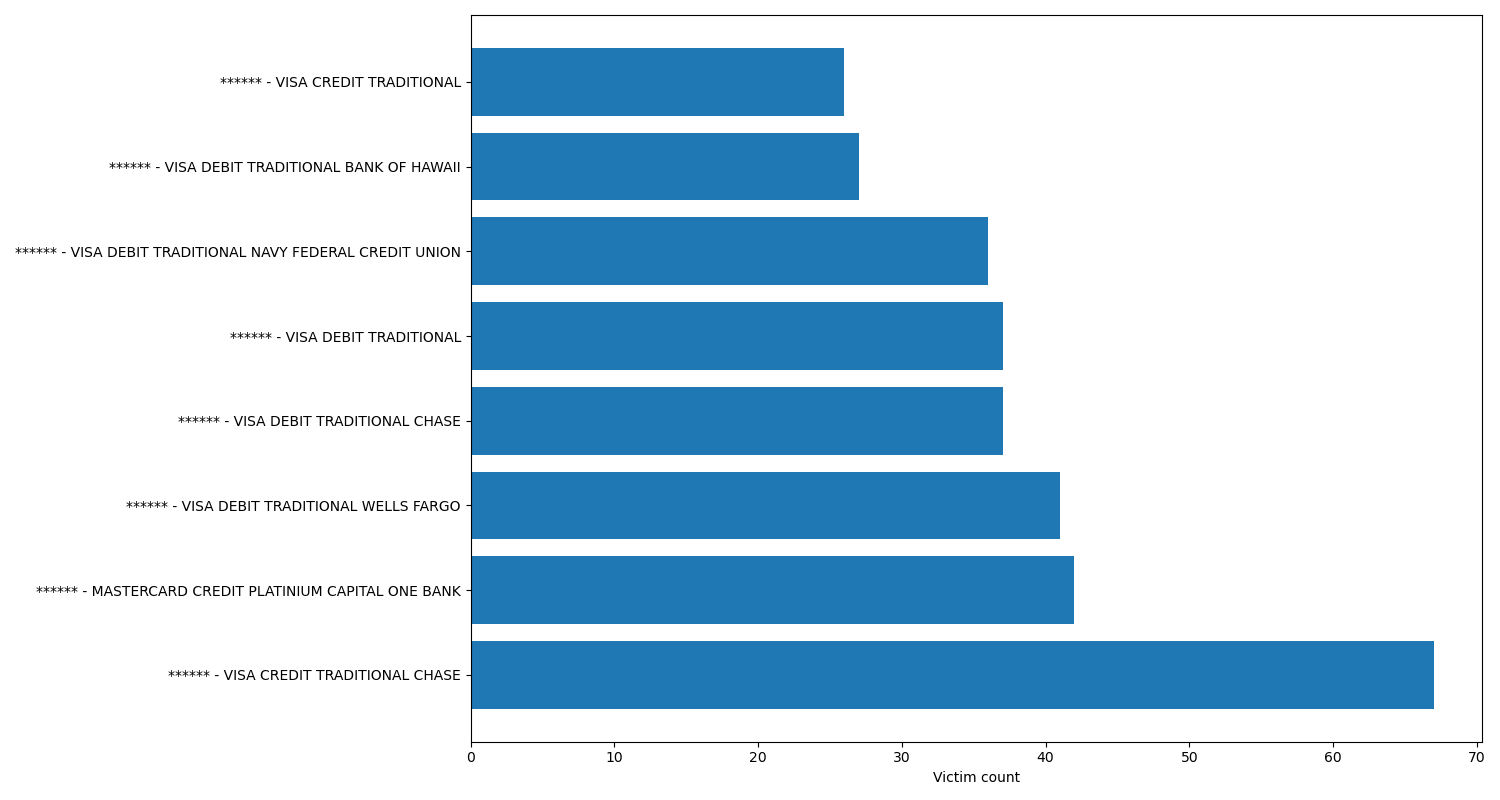 ****** - VISA CREDIT TRADITIONAL
****** - VISA DEBIT TRADITIONAL BANK OF HAWAII
****** - VISA DEBIT TRADITIONAL NAVY FEDERAL CREDIT UNION
****** - VISA DEBIT TRADITIONAL
****** - VISA DEBIT TRADITIONAL CHASE
****** - VISA DEBIT TRADITIONAL WELLS FARGO
****** - MASTERCARD CREDIT PLATINIUM CAPITAL ONE BANK
****** - VISA CREDIT TRADITIONAL CHASE
0 10 20 30 40 50 60 70
Victim count